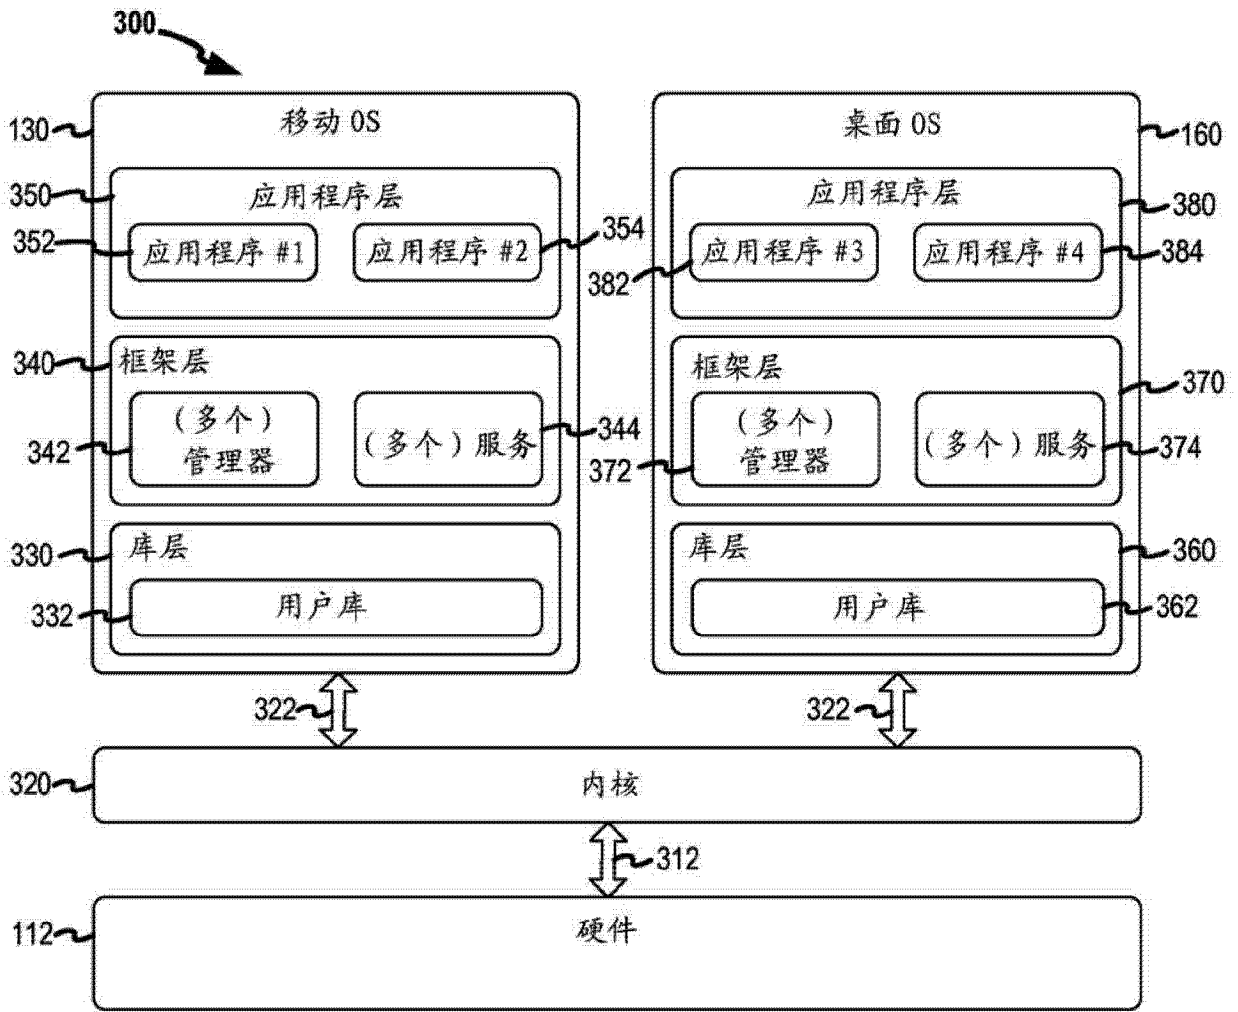 300
移动 OS
130
应用程序层
350
应用程序 #1
352
应用程序 #2
354
框架层
340
(多个)
管理器
342
(多个)服务
344
库层
330
用户库
332
桌面 OS
160
应用程序层
380
应用程序 #3
382
应用程序 #4
384
框架层
370
(多个)
管理器
372
(多个)服务
374
库层
360
用户库
362
322
322
320
内核
312
112
硬件